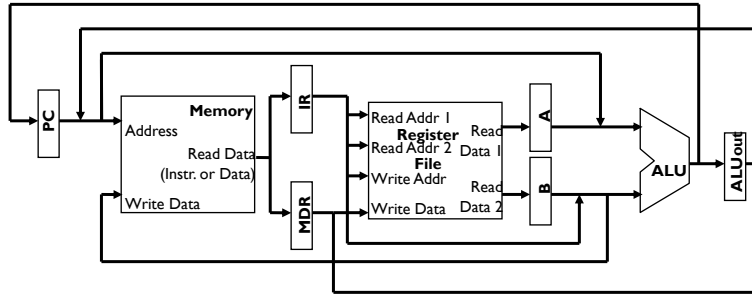 PC
Memory
Address
Read Data
(Instr. or Data)
Write Data
IR
MDR
Read Addr 1
Register
Read Addr 2
File
Write Addr
Write Data
Read
Data 1
Read
Data 2
A
B
ALU
ALUout